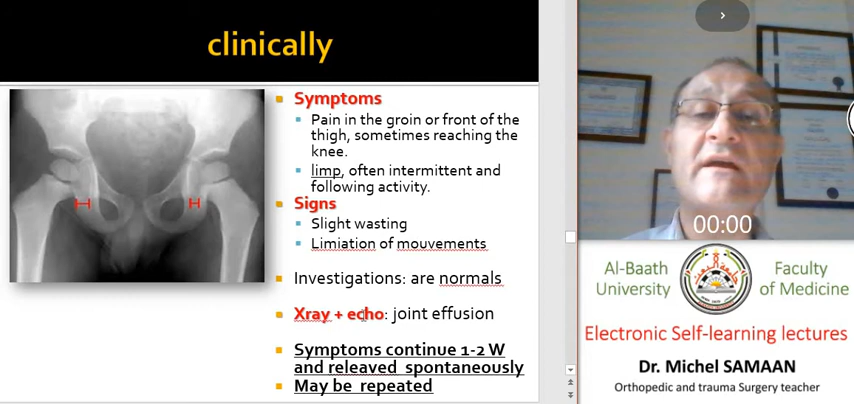 clinically
Symptoms
Pain in the groin or front of the
thigh, sometimes reaching the
knee.
limp, often intermittent and
following activity.
Signs
Slight wasting
Limiation of mouvements
Investigations: are normals
Xray + echo: joint effusion
Symptoms continue 1-2 W
and releaved spontaneously
May be repeated
00:00
Al-Baath
University
Faculty
of Medicine
Electronic Self-learning lectures
Dr. Michel SAMAAN
Orthopedic and trauma Surgery teacher